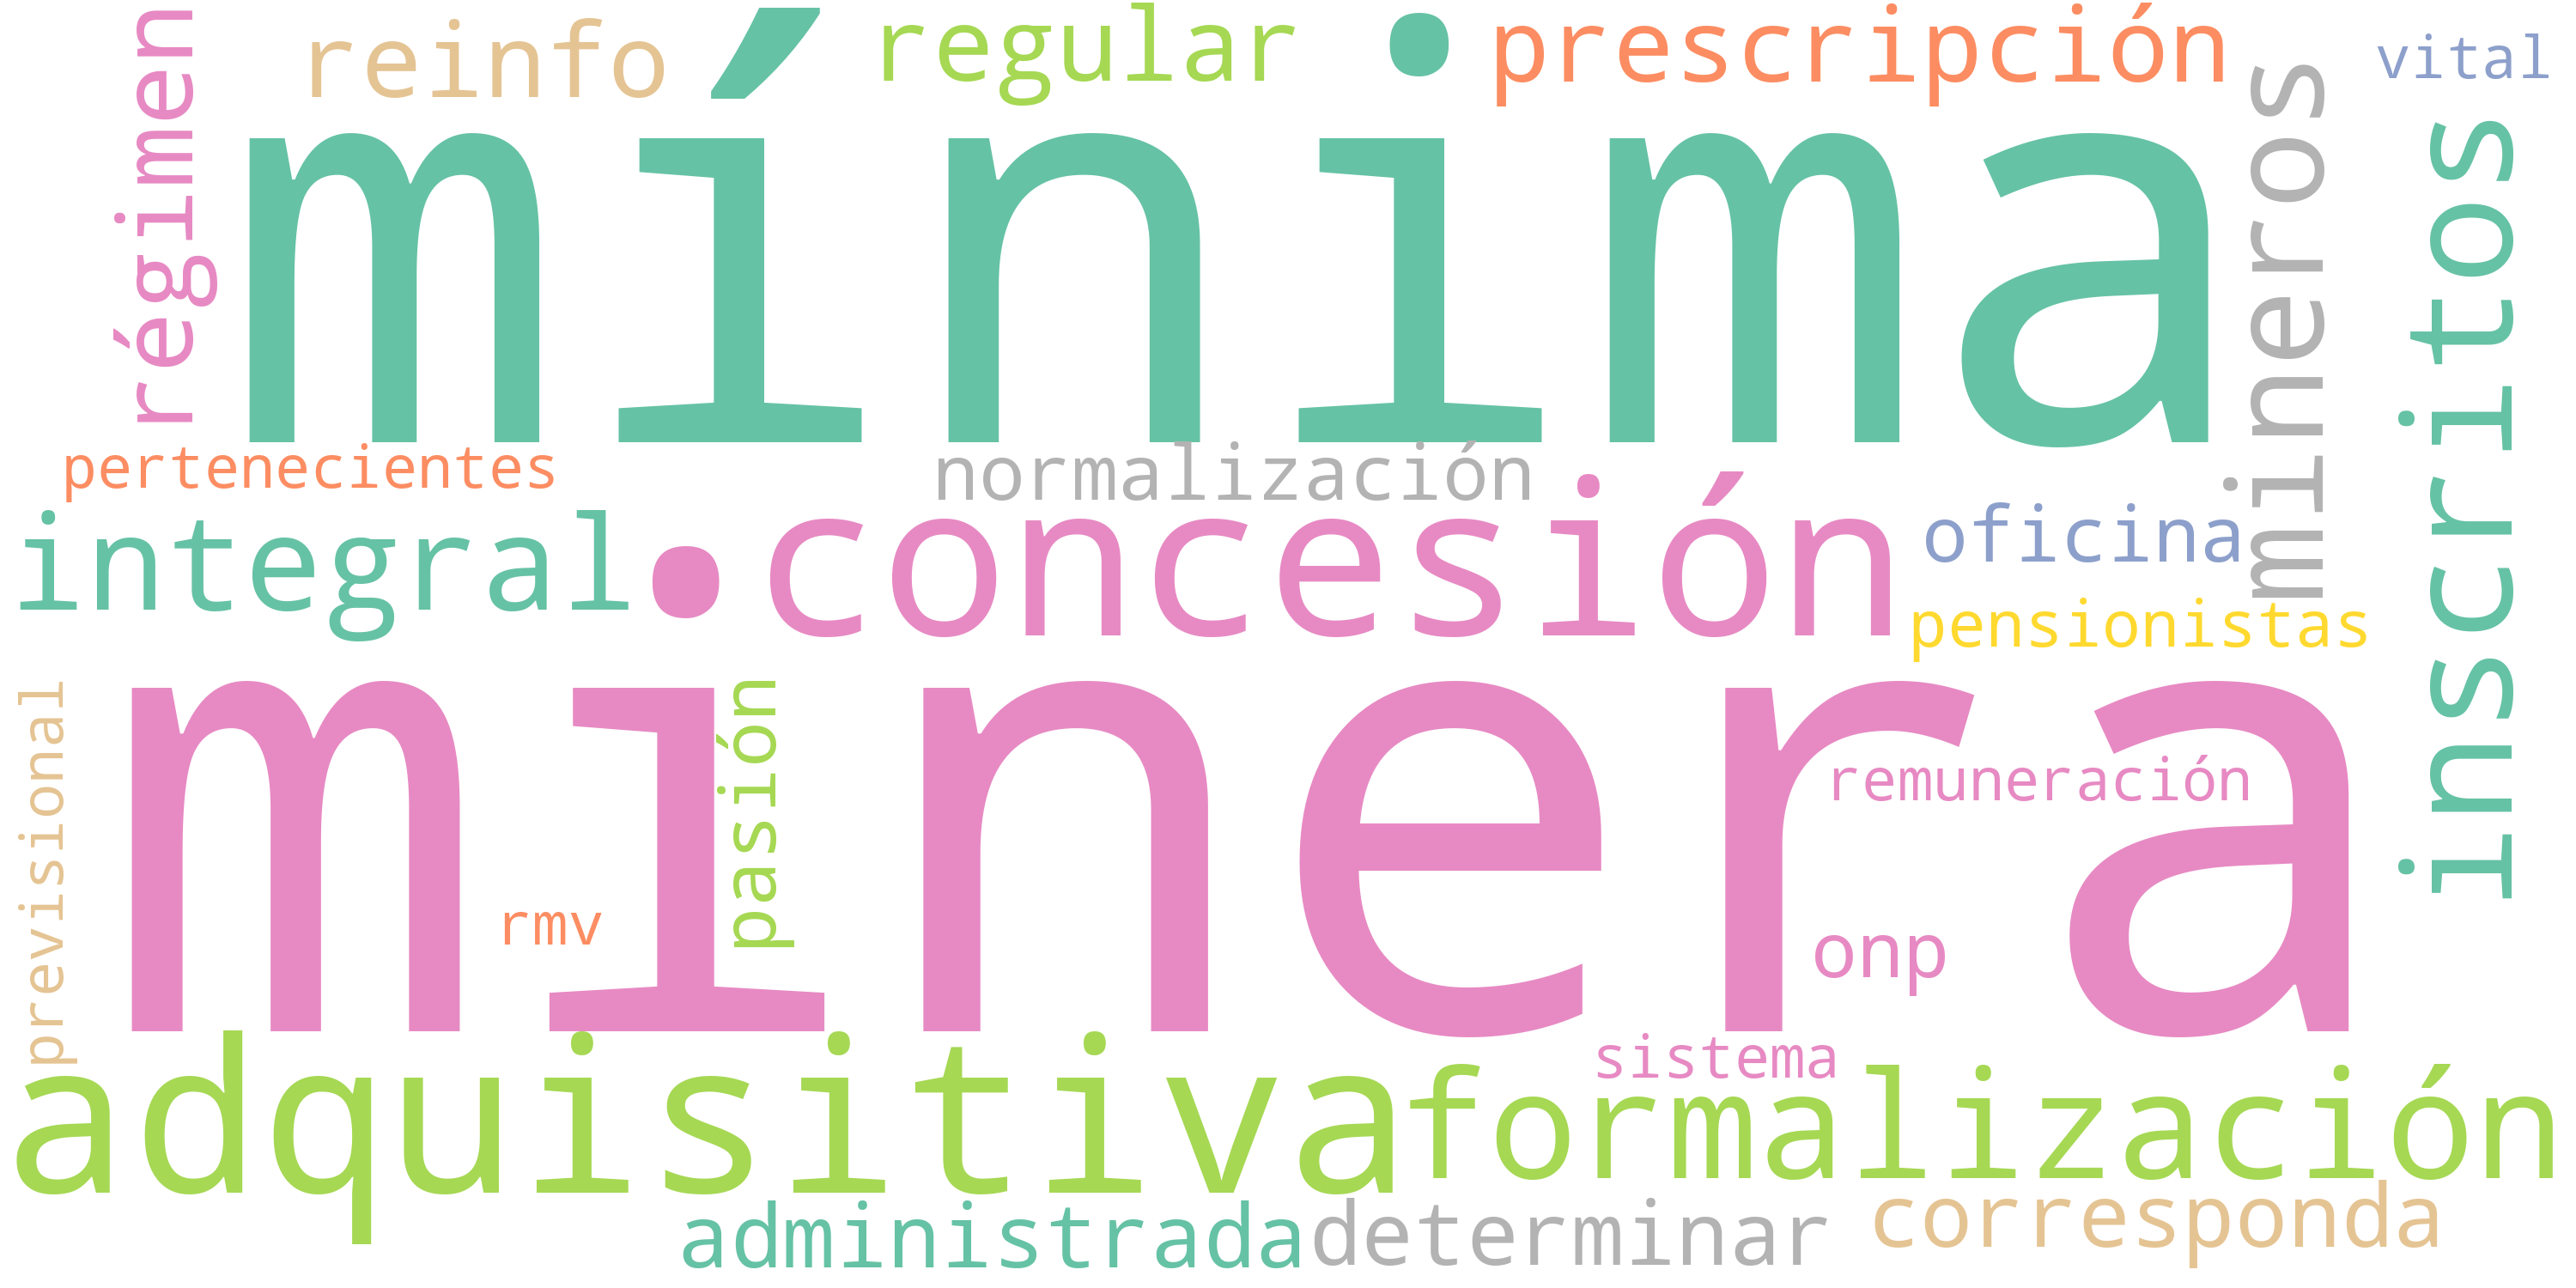 régimen
reinfo
regular
prescripción
vital
mínima
mineros
inscritos
pertenecientes
normalización
integral
concesión
oficina
pensionistas
minera
previsional
pasión
rmv
remuneración
onp
sistema
adquisitiva
formalización
administrada
determinar
corresponda